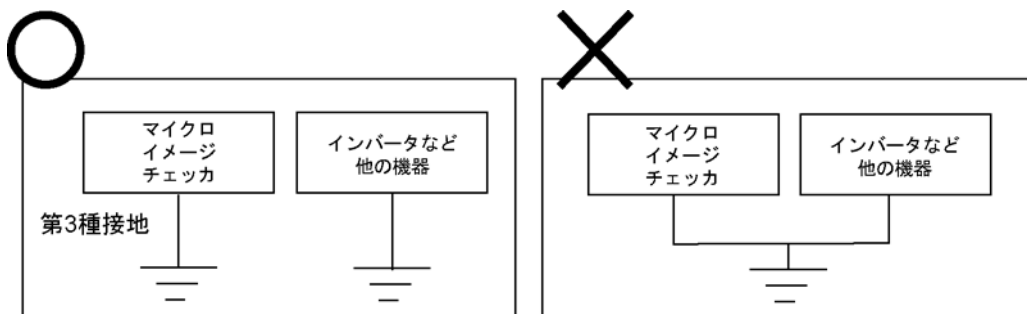 マイクロ
イメージ
チェッカ
インバータなど
他の機器
第3種接地
マイクロ
イメージ
チェッカ
インバータなど
他の機器